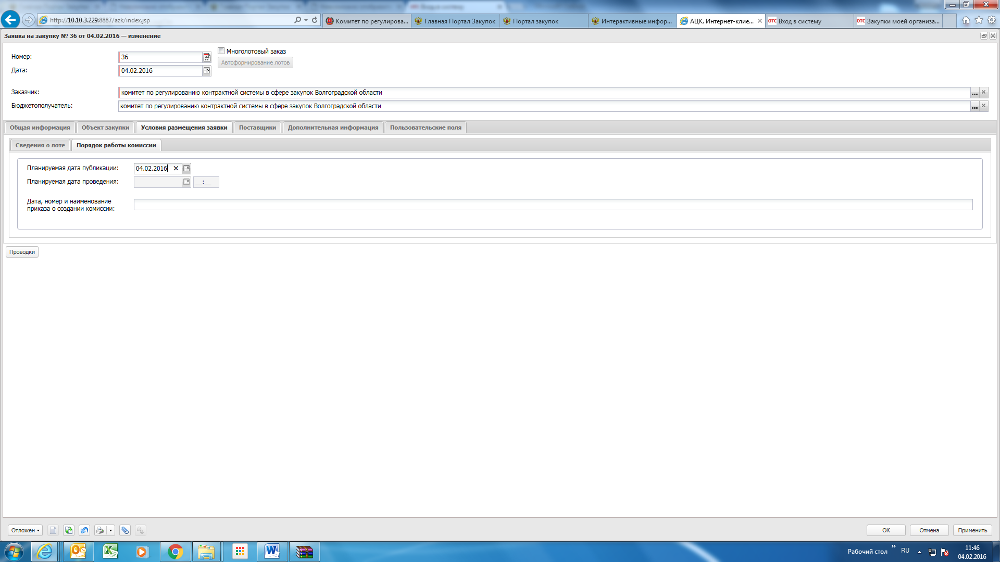 http://10.10.3.229:8887/azk/index.jsp
Комитет по регулирова...
Главная Портал Закупок
Портал закупок
Интерактивные инфор...
АЦК. Интернет-клие...
ОТС Вход в систему
ОТС Закупки моей организа...
Заявка на закупку № 36 от 04.02.2016 — изменение
Номер: 36
Многолотовый заказ
Автоформирование лотов
Дата: 04.02.2016
Заказчик: комитет по регулированию контрактной системы в сфере закупок Волгоградской области
Бюджетополучатель: комитет по регулированию контрактной системы в сфере закупок Волгоградской области
Общая информация Объект закупки Условия размещения заявки Поставщики Дополнительная информация Пользовательские поля
Сведения о лоте Порядок работы комиссии
Планируемая дата публикации: 04.02.2016
Планируемая дата проведения: __:__
Дата, номер и наименование
приказа о создании комиссии:
Проводки
Отложен
ОК Отмена Применить
Рабочий стол » RU
11:46
04.02.2016